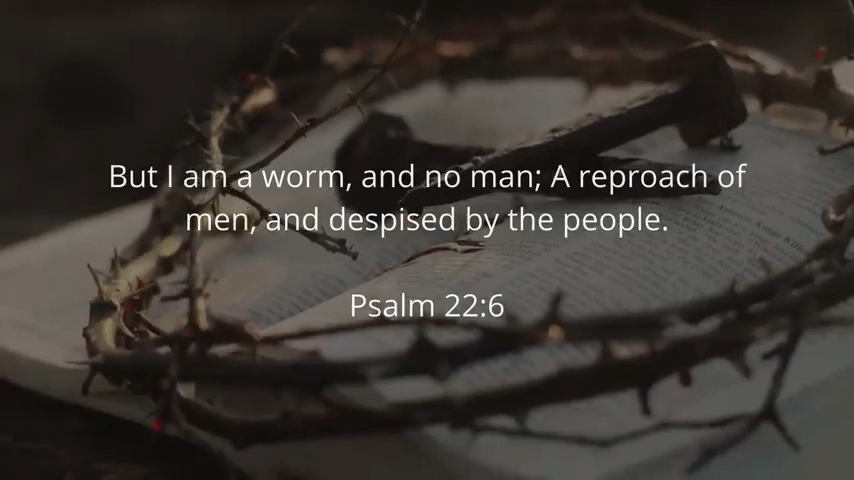 But I am a worm, and no man; A reproach of
men, and despised by the people.
Psalm 22:6